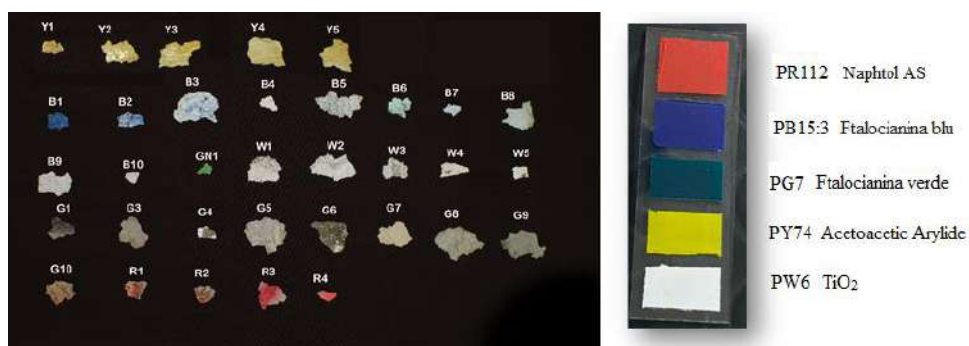 Y1 Y2 Y3 Y4 Y5
B1 B2 B3 B4 B5 B6 B7 B8
B9 B10 GN1 W1 W2 W3 W4 W5
G1 G3 G4 G5 G6 G7 G8 G9
G10 R1 R2 R3 R4
PR112 Naphtol AS
PB15:3 Ftalocianina blu
PG7 Ftalocianina verde
PY74 Acetoacetic Arylide
PW6 TiO₂